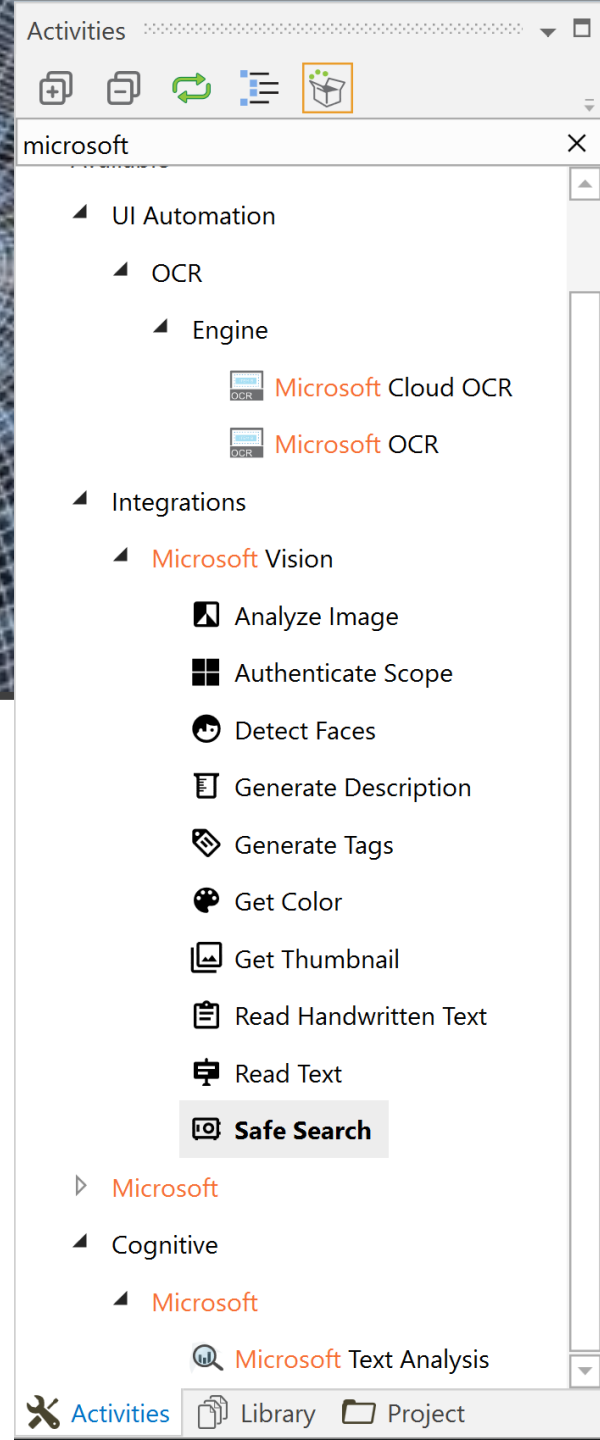 Activities
microsoft
Available
UI Automation
OCR
Engine
OCR Microsoft Cloud OCR
OCR Microsoft OCR
Integrations
Microsoft Vision
Analyze Image
Authenticate Scope
Detect Faces
Generate Description
Generate Tags
Get Color
Get Thumbnail
Read Handwritten Text
Read Text
Safe Search
Microsoft
Cognitive
Microsoft
Microsoft Text Analysis
Activities Library Project